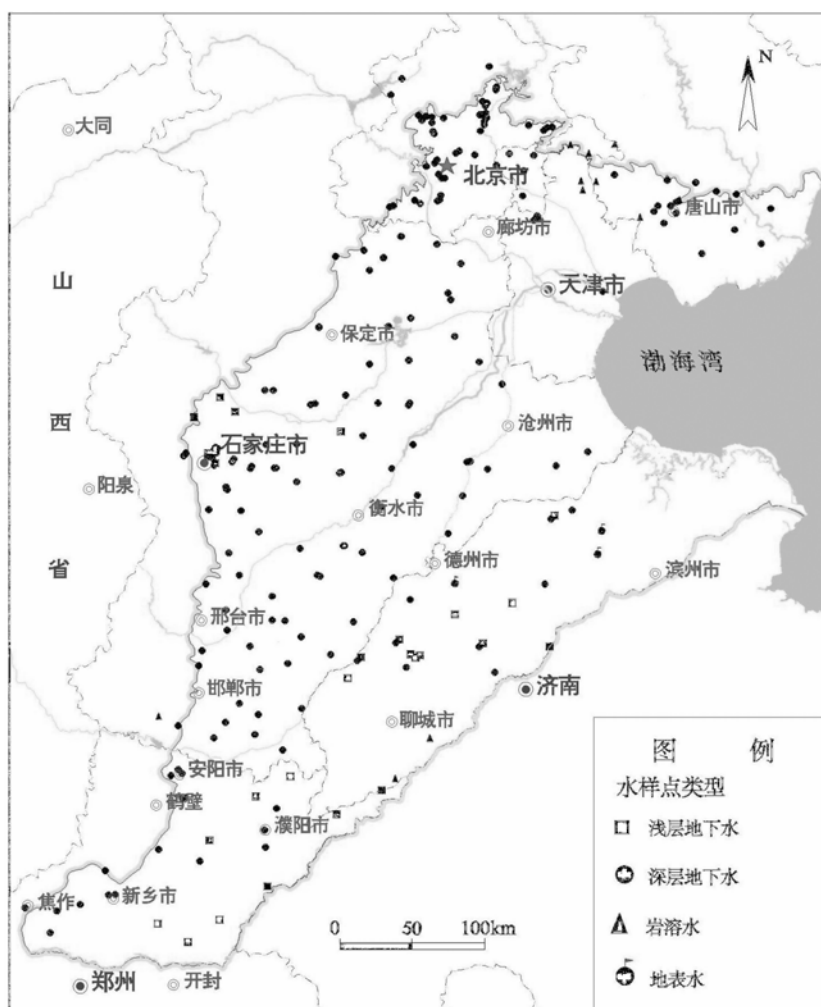 N
大同
北京市
唐山市
廊坊市
天津市
山
保定市
渤海湾
西
沧州市
石家庄市
阳泉
衡水市
德州市
省
滨州市
邢台市
邯郸市
济南
聊城市
安阳市
鹤壁
濮阳市
焦作
新乡市
郑州
开封
0 50 100km
图 例
水样点类型
浅层地下水
深层地下水
岩溶水
地表水